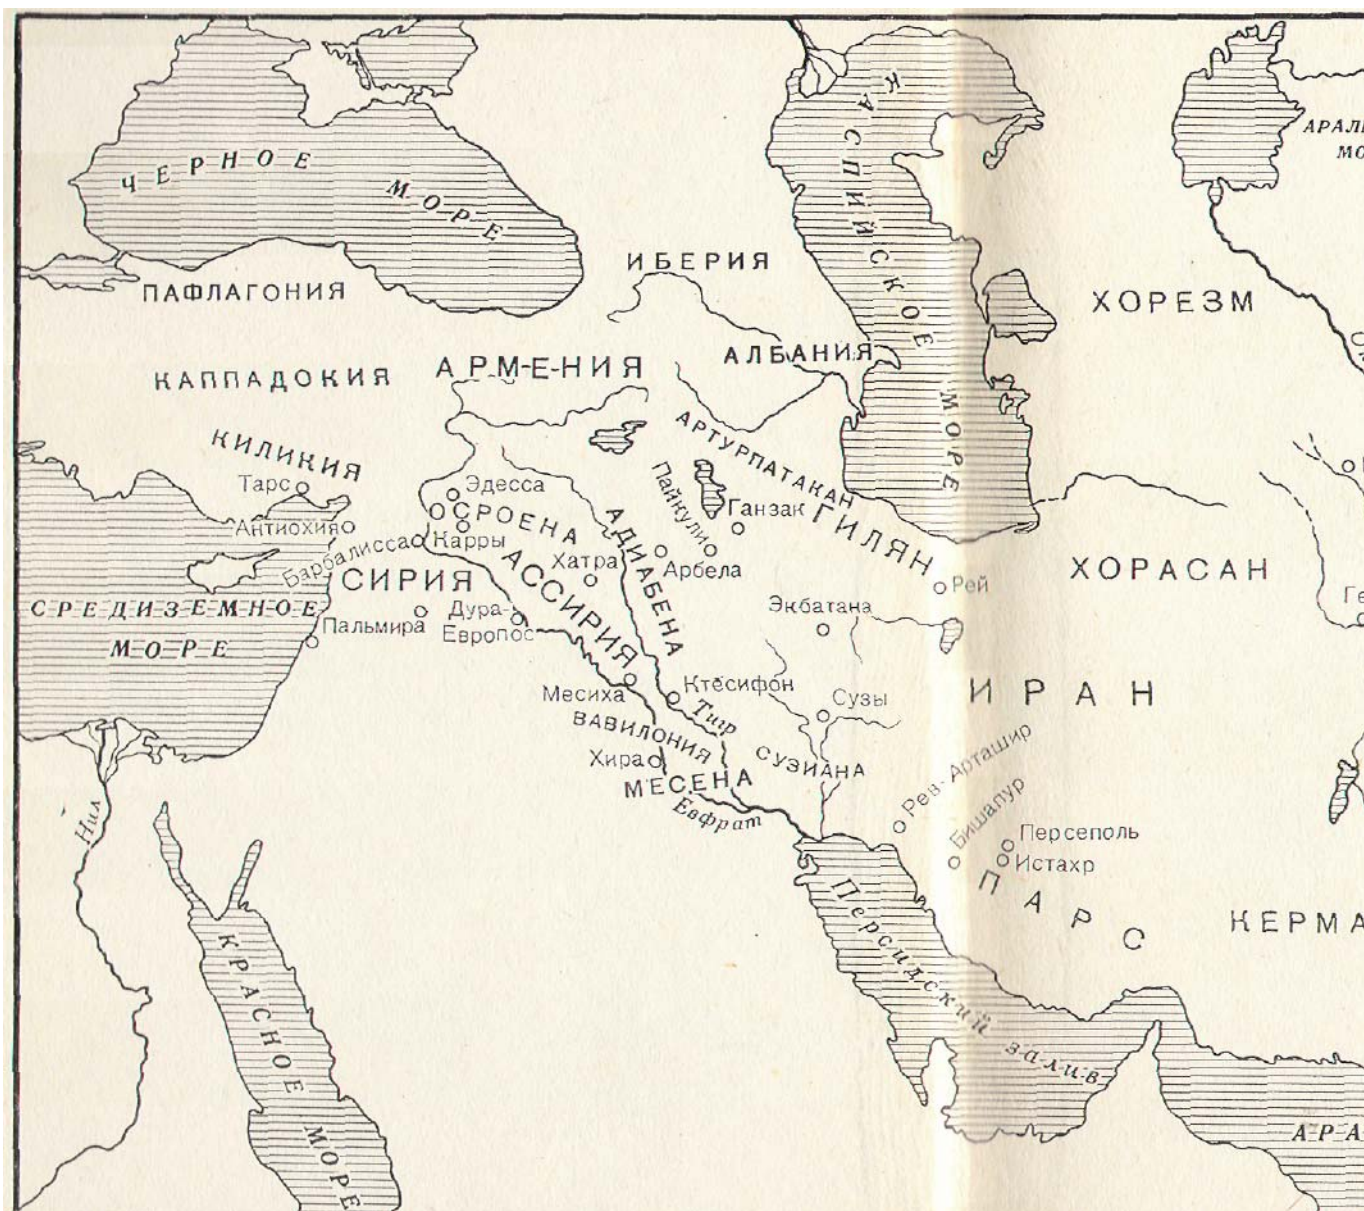 КАСПИЙСКОЕ МОРЕ
ЧЕРНОЕ
МОРЕ
АРАЛ
МО
ИБЕРИЯ
ПАФЛАГОНИЯ
ХОРЕЗМ
АЛБАНИЯ
АРМЕНИЯ
КАППАДОКИЯ
АРТУРПАТАКАН
КИЛИКИЯ
Тарс
Эдесса
Пайкули
Ганзак
ГИЛЯН
Антиохия
ОСРОЕНА
АДИАБЕНА
Барбалисса
Карры
Хатра
Арбела
АССИРИЯ
СИРИЯ
ХОРАСАН
Рей
Ге
СРЕДИЗЕМНОЕ
МОРЕ
Пальмира
Дура-
Европос
Экбатана
Месиха
Ктесифон
Сузы
ИРАН
Тигр
ВАВИЛОНИЯ
Хира
СУЗИАНА
МЕСЕНА
Евфрат
Рев-Арташир
Бишапур
Нил
Персеполь
Истахр
ПАРС
КЕРМА
Персидский
залив
КРАСНОЕ
МОРЕ
АРА